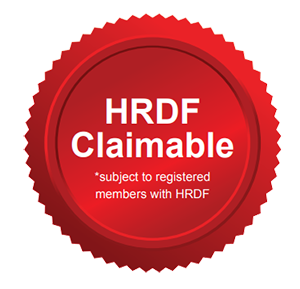 HRDF
Claimable
*subject to registered
members with HRDF